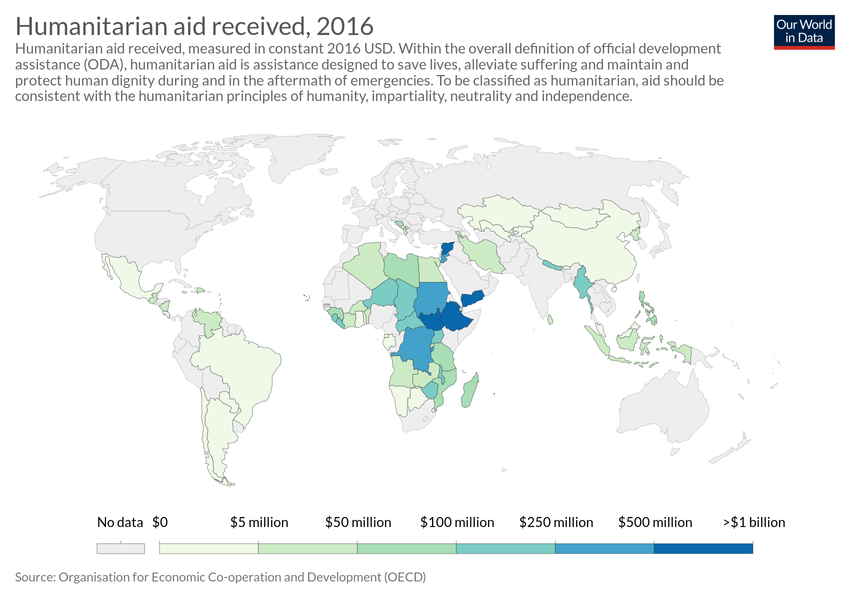 Humanitarian aid received, 2016
Our World
in Data
Humanitarian aid received, measured in constant 2016 USD. Within the overall definition of official development
assistance (ODA), humanitarian aid is assistance designed to save lives, alleviate suffering and maintain and
protect human dignity during and in the aftermath of emergencies. To be classified as humanitarian, aid should be
consistent with the humanitarian principles of humanity, impartiality, neutrality and independence.
No data $0 $5 million $50 million $100 million $250 million $500 million >$1 billion
Source: Organisation for Economic Co-operation and Development (OECD)